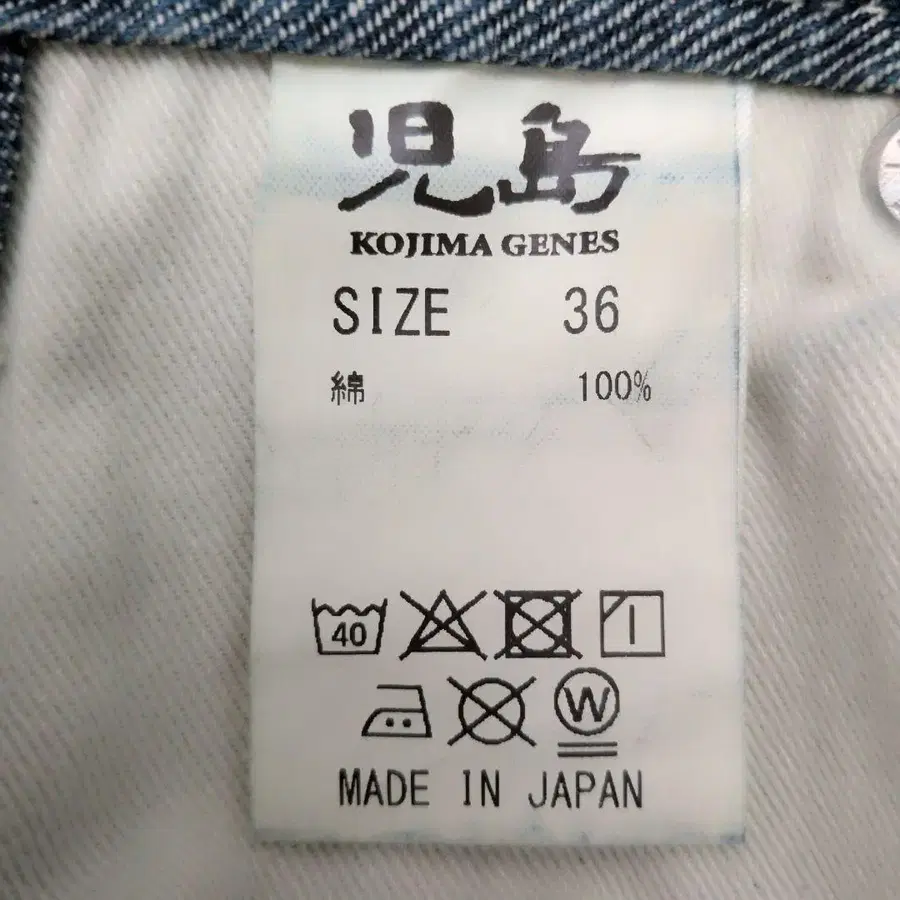 児島
KOJIMA GENES
SIZE 36
綿 100%
40
W
MADE IN JAPAN